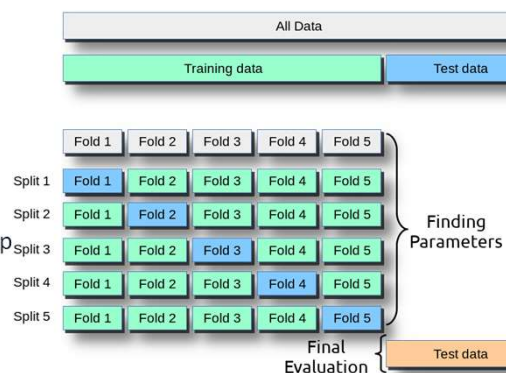 All Data
Training data Test data
Fold 1 Fold 2 Fold 3 Fold 4 Fold 5
Split 1 Fold 1 Fold 2 Fold 3 Fold 4 Fold 5
Split 2 Fold 1 Fold 2 Fold 3 Fold 4 Fold 5
p
Split 3 Fold 1 Fold 2 Fold 3 Fold 4 Fold 5
Split 4 Fold 1 Fold 2 Fold 3 Fold 4 Fold 5
Split 5 Fold 1 Fold 2 Fold 3 Fold 4 Fold 5
Finding
Parameters
Final
Evaluation
Test data